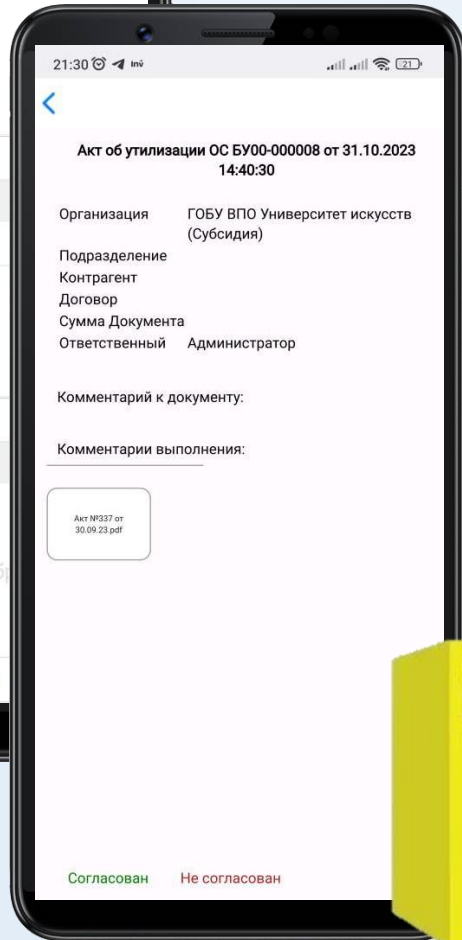 21:30 inv 21
Акт об утилизации ОС БУ00-000008 от 31.10.2023
14:40:30
Организация ГОБУ ВПО Университет искусств
(Субсидия)
Подразделение
Контрагент
Договор
Сумма Документа
Ответственный Администратор
Комментарий к документу:
Комментарии выполнения:
Акт №337 от
30.09.23.pdf
Согласован Не согласован